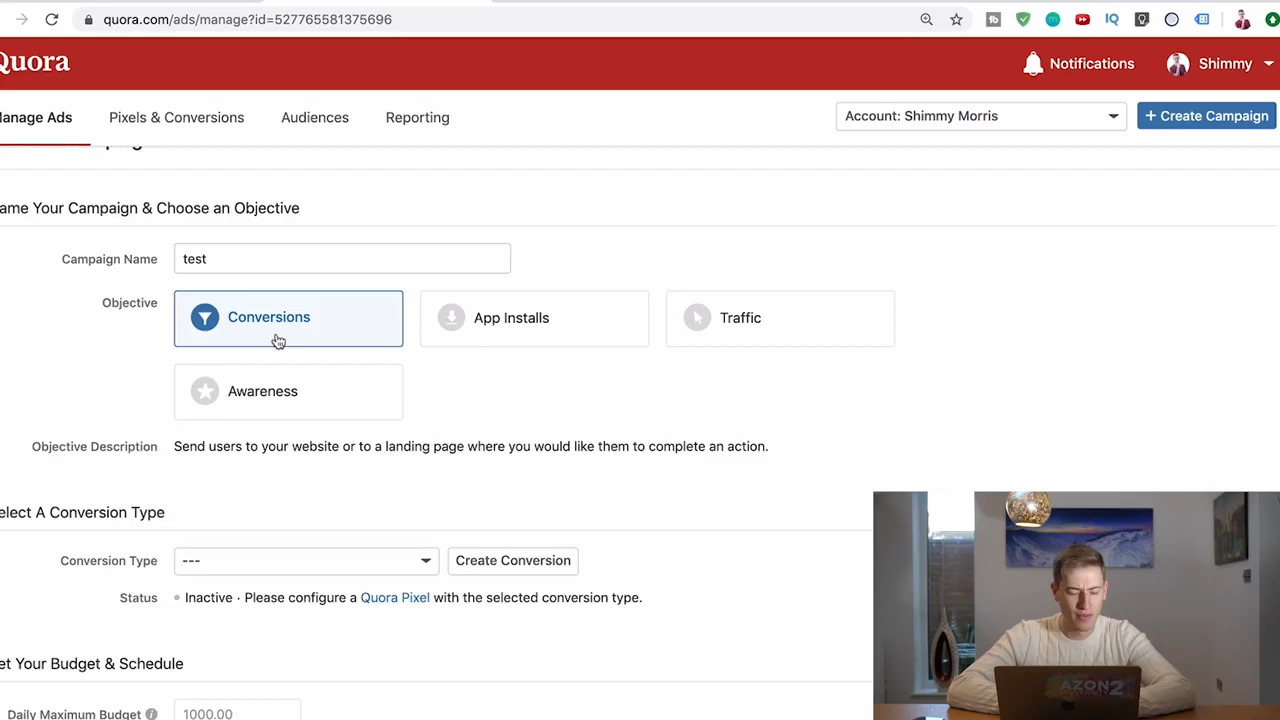 quora.com/ads/manage?id=527765581375696
Quora
Notifications
Shimmy
Manage Ads
Pixels & Conversions
Audiences
Reporting
Account: Shimmy Morris
+ Create Campaign
ame Your Campaign & Choose an Objective
Campaign Name
test
Objective
Conversions
App Installs
Traffic
Awareness
Objective Description
Send users to your website or to a landing page where you would like them to complete an action.
elect A Conversion Type
Conversion Type
---
Create Conversion
Status
Inactive · Please configure a Quora Pixel with the selected conversion type.
et Your Budget & Schedule
Daily Maximum Budget
1000.00
IQ
AZON2